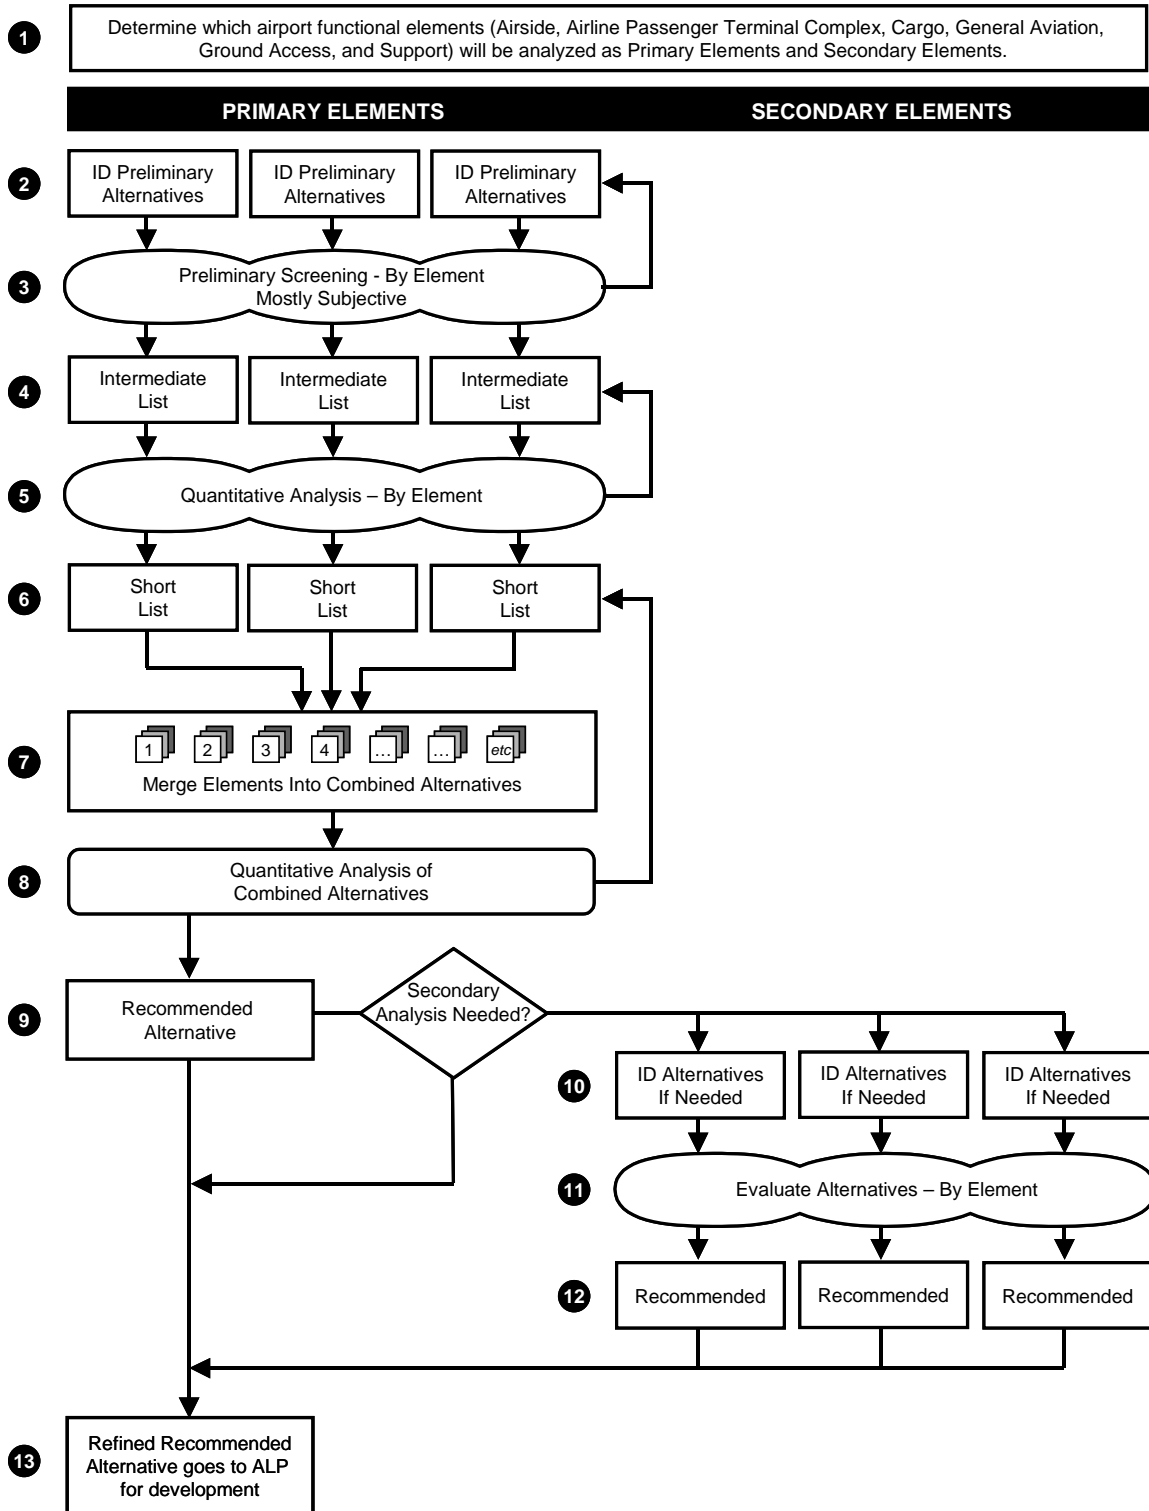 1
Determine which airport functional elements (Airside, Airline Passenger Terminal Complex, Cargo, General Aviation,
Ground Access, and Support) will be analyzed as Primary Elements and Secondary Elements.
PRIMARY ELEMENTS
SECONDARY ELEMENTS
2
ID Preliminary
Alternatives
ID Preliminary
Alternatives
ID Preliminary
Alternatives
3
Preliminary Screening - By Element
Mostly Subjective
4
Intermediate
List
Intermediate
List
Intermediate
List
5
Quantitative Analysis – By Element
6
Short
List
Short
List
Short
List
7
1
2
3
4
...
...
etc
Merge Elements Into Combined Alternatives
8
Quantitative Analysis of
Combined Alternatives
9
Recommended
Alternative
Secondary
Analysis Needed?
10
ID Alternatives
If Needed
ID Alternatives
If Needed
ID Alternatives
If Needed
11
Evaluate Alternatives – By Element
12
Recommended
Recommended
Recommended
13
Refined Recommended
Alternative goes to ALP
for development